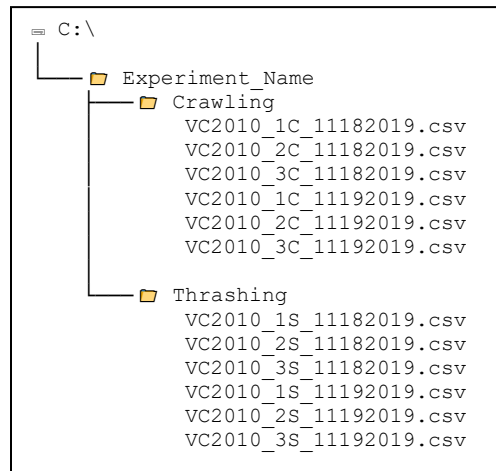 C:\
Experiment_Name
Crawling
VC2010_1C_11182019.csv
VC2010_2C_11182019.csv
VC2010_3C_11182019.csv
VC2010_1C_11192019.csv
VC2010_2C_11192019.csv
VC2010_3C_11192019.csv
Thrashing
VC2010_1S_11182019.csv
VC2010_2S_11182019.csv
VC2010_3S_11182019.csv
VC2010_1S_11192019.csv
VC2010_2S_11192019.csv
VC2010_3S_11192019.csv